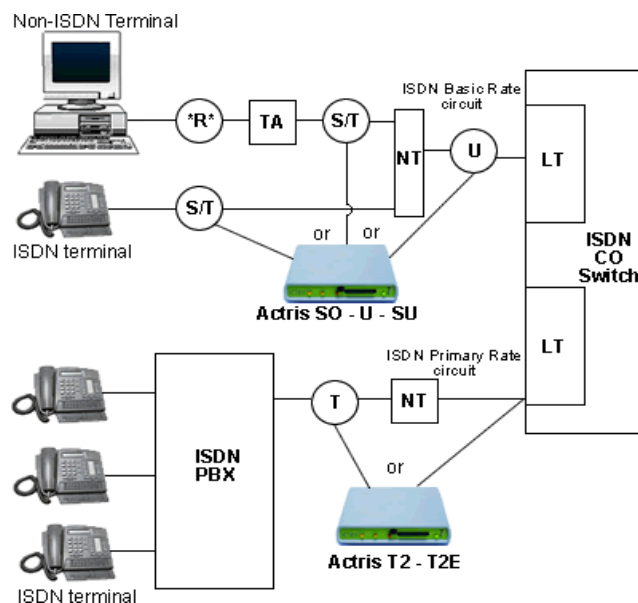 Non-ISDN Terminal
ISDN Basic Rate
circuit
*R*
TA
S/T
NT
U
LT
S/T
ISDN terminal
or
or
ISDN
CO
Switch
Actris SO - U - SU
LT
ISDN Primary Rate
circuit
T
NT
ISDN
PBX
or
Actris T2 - T2E
ISDN terminal